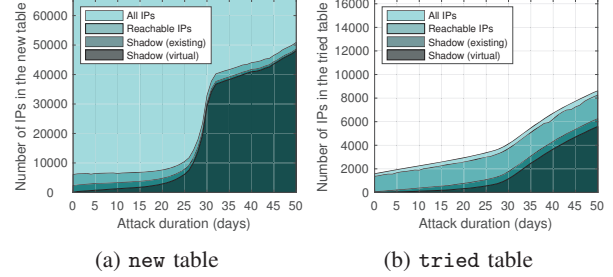 Number of IPs in the new table
60000
50000
40000
30000
20000
10000
0
All IPs
Reachable IPs
Shadow (existing)
Shadow (virtual)
0 5 10 15 20 25 30 35 40 45 50
Attack duration (days)
(a) new table
Number of IPs in the tried table
16000
14000
12000
10000
8000
6000
4000
2000
0
All IPs
Reachable IPs
Shadow (existing)
Shadow (virtual)
0 5 10 15 20 25 30 35 40 45 50
Attack duration (days)
(b) tried table